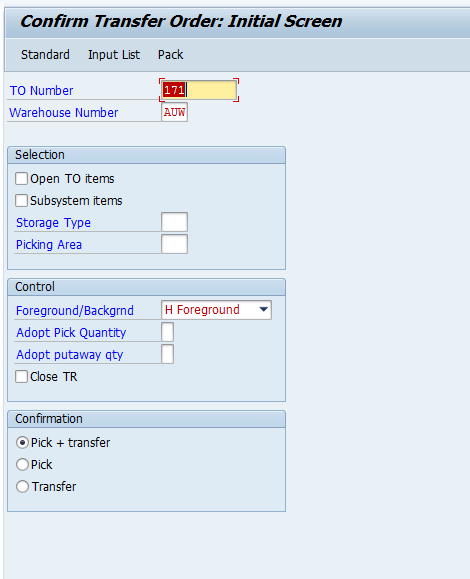 Confirm Transfer Order: Initial Screen
Standard Input List Pack
TO Number 171
Warehouse Number AUW
Selection
Open TO items
Subsystem items
Storage Type
Picking Area
Control
Foreground/Backgrnd H Foreground
Adopt Pick Quantity
Adopt putaway qty
Close TR
Confirmation
Pick + transfer
Pick
Transfer